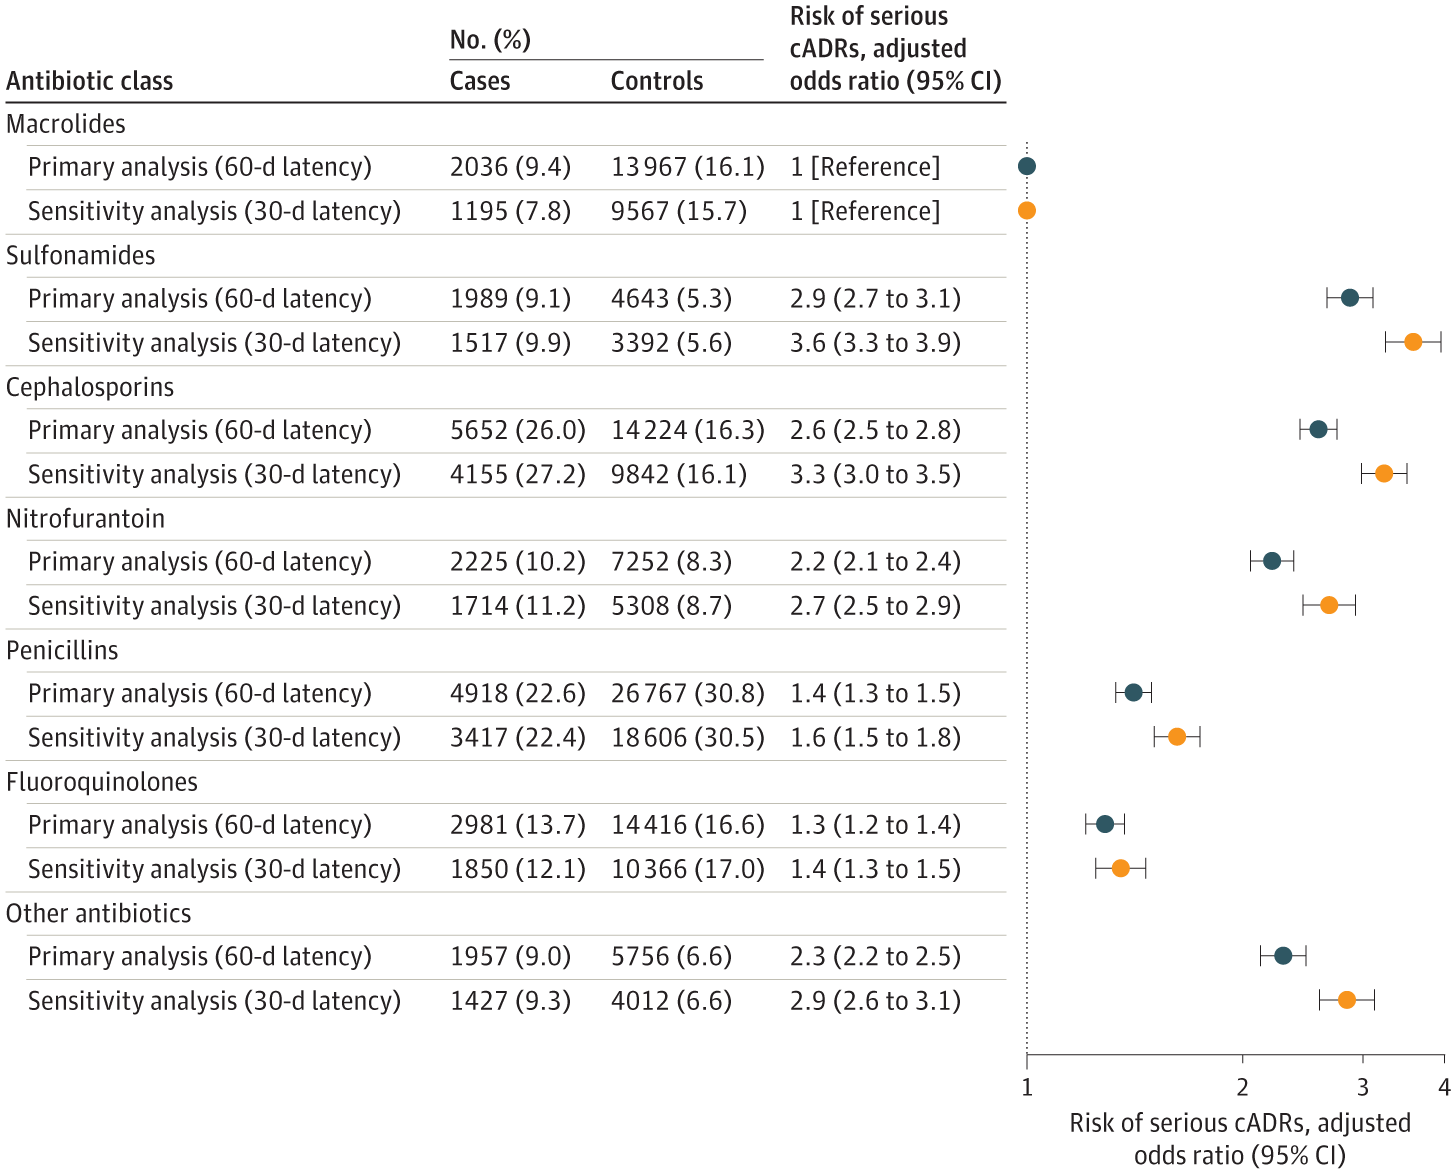 No. (%)
Risk of serious
cADRs, adjusted
odds ratio (95% CI)
Antibiotic class Cases Controls
Macrolides
Primary analysis (60-d latency) 2036 (9.4) 13 967 (16.1) 1 [Reference]
Sensitivity analysis (30-d latency) 1195 (7.8) 9567 (15.7) 1 [Reference]
Sulfonamides
Primary analysis (60-d latency) 1989 (9.1) 4643 (5.3) 2.9 (2.7 to 3.1)
Sensitivity analysis (30-d latency) 1517 (9.9) 3392 (5.6) 3.6 (3.3 to 3.9)
Cephalosporins
Primary analysis (60-d latency) 5652 (26.0) 14 224 (16.3) 2.6 (2.5 to 2.8)
Sensitivity analysis (30-d latency) 4155 (27.2) 9842 (16.1) 3.3 (3.0 to 3.5)
Nitrofurantoin
Primary analysis (60-d latency) 2225 (10.2) 7252 (8.3) 2.2 (2.1 to 2.4)
Sensitivity analysis (30-d latency) 1714 (11.2) 5308 (8.7) 2.7 (2.5 to 2.9)
Penicillins
Primary analysis (60-d latency) 4918 (22.6) 26 767 (30.8) 1.4 (1.3 to 1.5)
Sensitivity analysis (30-d latency) 3417 (22.4) 18 606 (30.5) 1.6 (1.5 to 1.8)
Fluoroquinolones
Primary analysis (60-d latency) 2981 (13.7) 14 416 (16.6) 1.3 (1.2 to 1.4)
Sensitivity analysis (30-d latency) 1850 (12.1) 10 366 (17.0) 1.4 (1.3 to 1.5)
Other antibiotics
Primary analysis (60-d latency) 1957 (9.0) 5756 (6.6) 2.3 (2.2 to 2.5)
Sensitivity analysis (30-d latency) 1427 (9.3) 4012 (6.6) 2.9 (2.6 to 3.1)
1 2 3 4
Risk of serious cADRs, adjusted
odds ratio (95% CI)